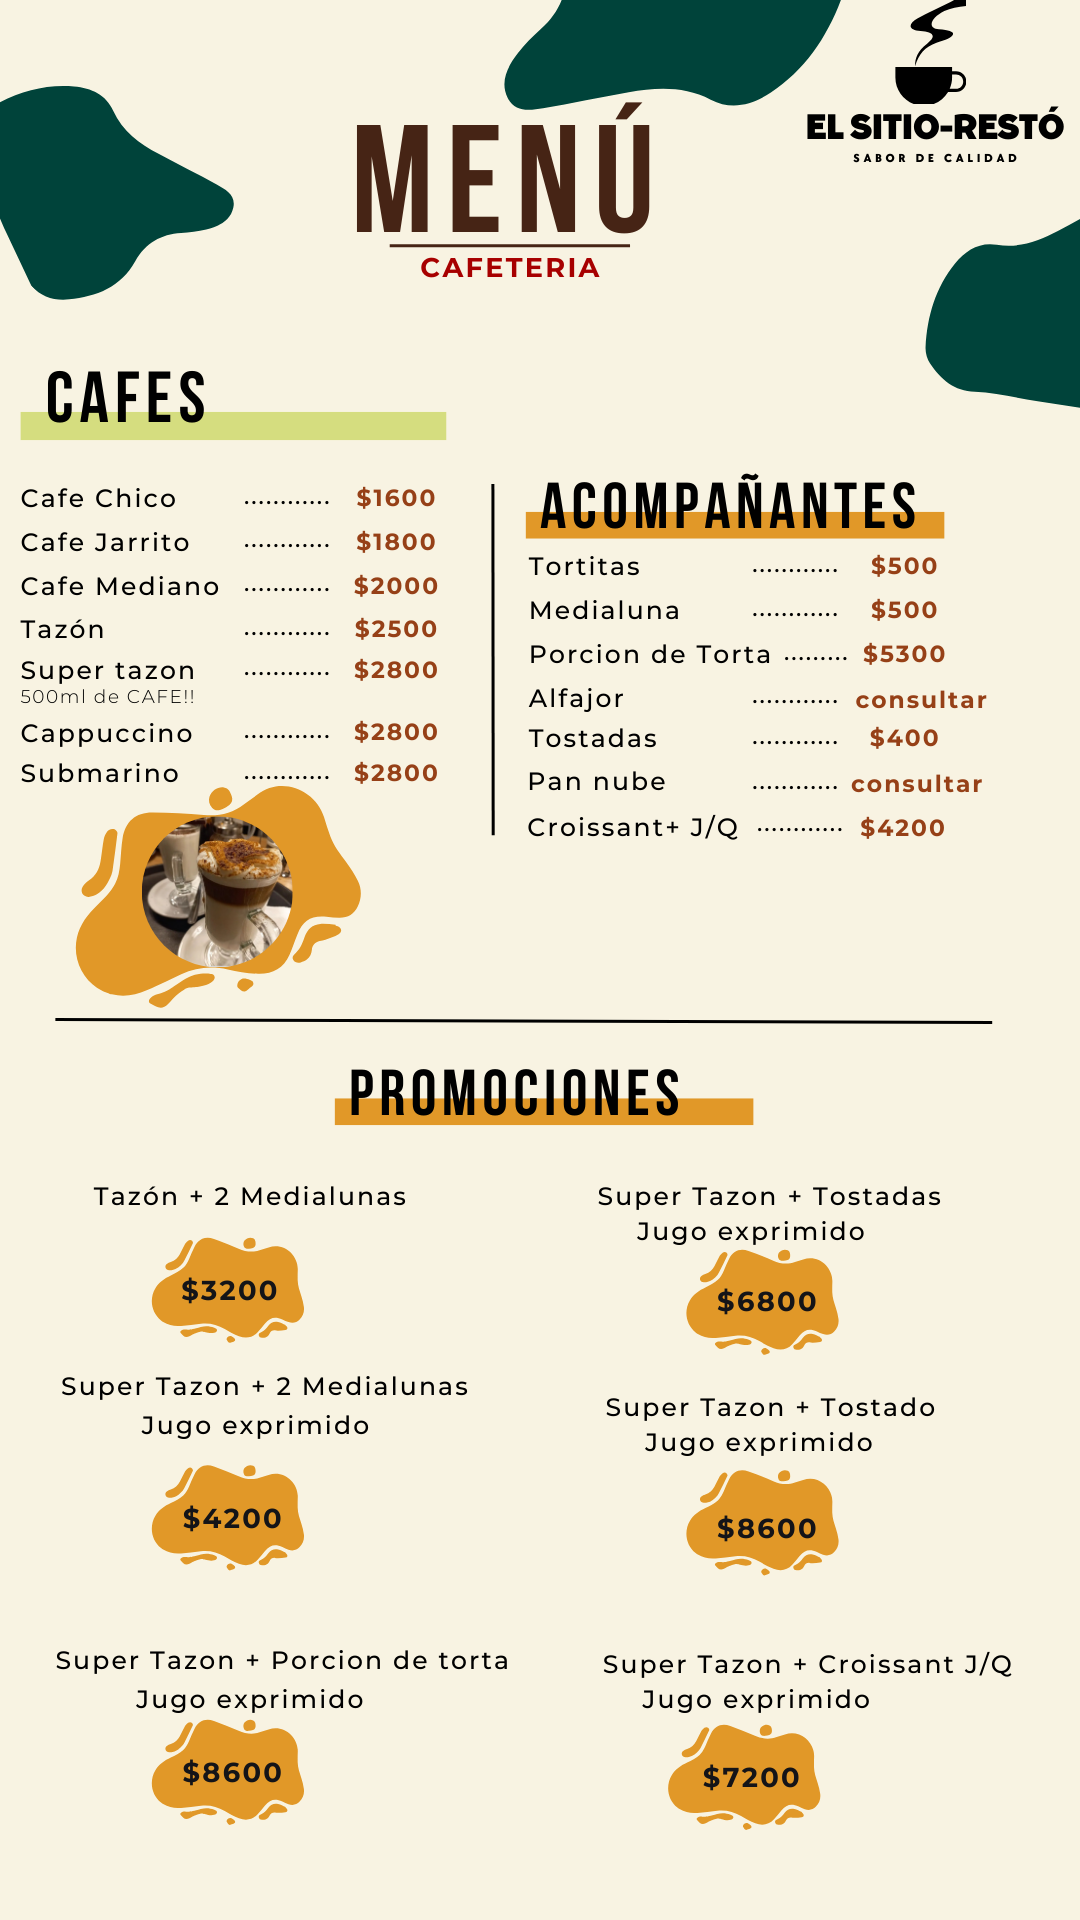 EL SITIO-RESTÓ
SABOR DE CALIDAD
MENÚ
CAFETERIA
CAFES
Cafe Chico ............ $1600
Cafe Jarrito ............ $1800
Cafe Mediano ............ $2000
Tazón ............ $2500
Super tazon ............ $2800
500ml de CAFE!!
Cappuccino ............ $2800
Submarino ............ $2800
ACOMPAÑANTES
Tortitas ............ $500
Medialuna ............ $500
Porcion de Torta ......... $5300
Alfajor ............ consultar
Tostadas ............ $400
Pan nube ............ consultar
Croissant+ J/Q ............ $4200
PROMOCIONES
Tazón + 2 Medialunas
$3200
Super Tazon + Tostadas
Jugo exprimido
$6800
Super Tazon + 2 Medialunas
Jugo exprimido
$4200
Super Tazon + Tostado
Jugo exprimido
$8600
Super Tazon + Porcion de torta
Jugo exprimido
$8600
Super Tazon + Croissant J/Q
Jugo exprimido
$7200